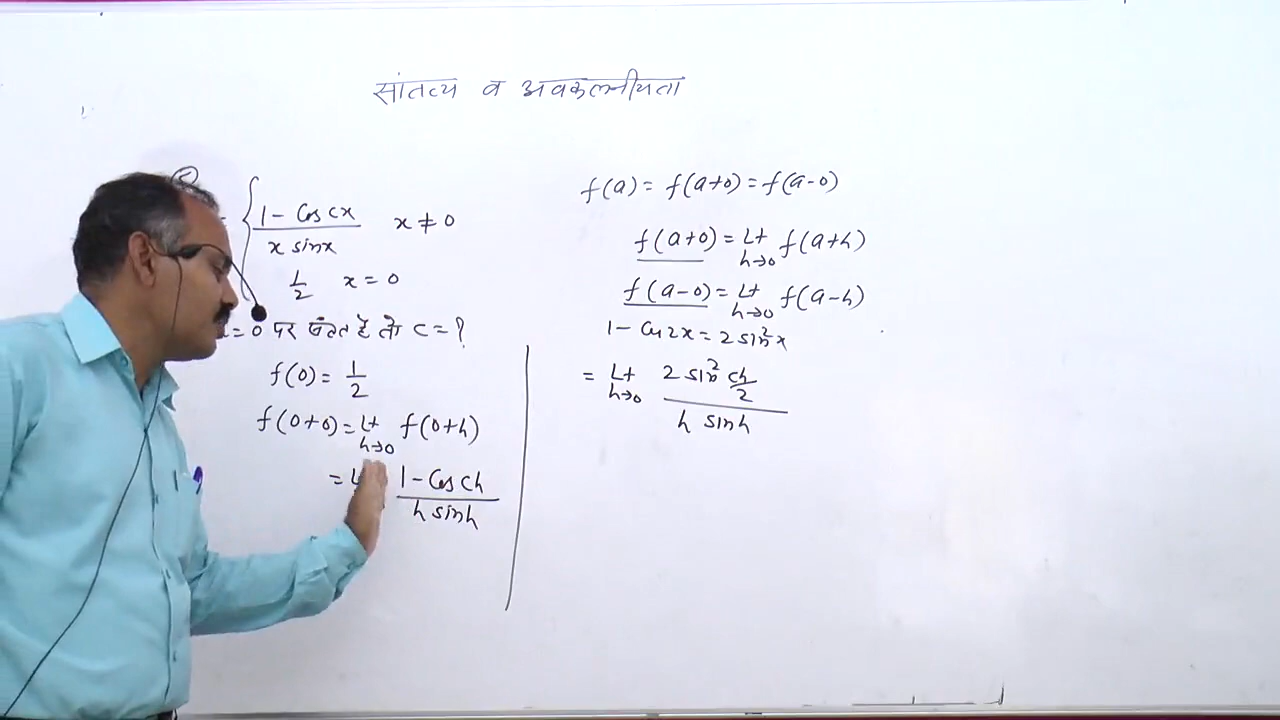 सांतत्य व अवकलनीयता
1 - Cos cx / x sinx x ≠ 0
1/2 x = 0
=0 पर संतत है तो c = ?
f(0) = 1/2
f(0+0) = Lt h→0 f(0+h)
= 1 - Cos ch / h sinh
f(a) = f(a+0) = f(a-0)
f(a+0) = Lt h→0 f(a+h)
f(a-0) = Lt h→0 f(a-h)
1 - Cos 2x = 2 sin²x
= Lt h→0 2 sin² ch/2 / h sinh